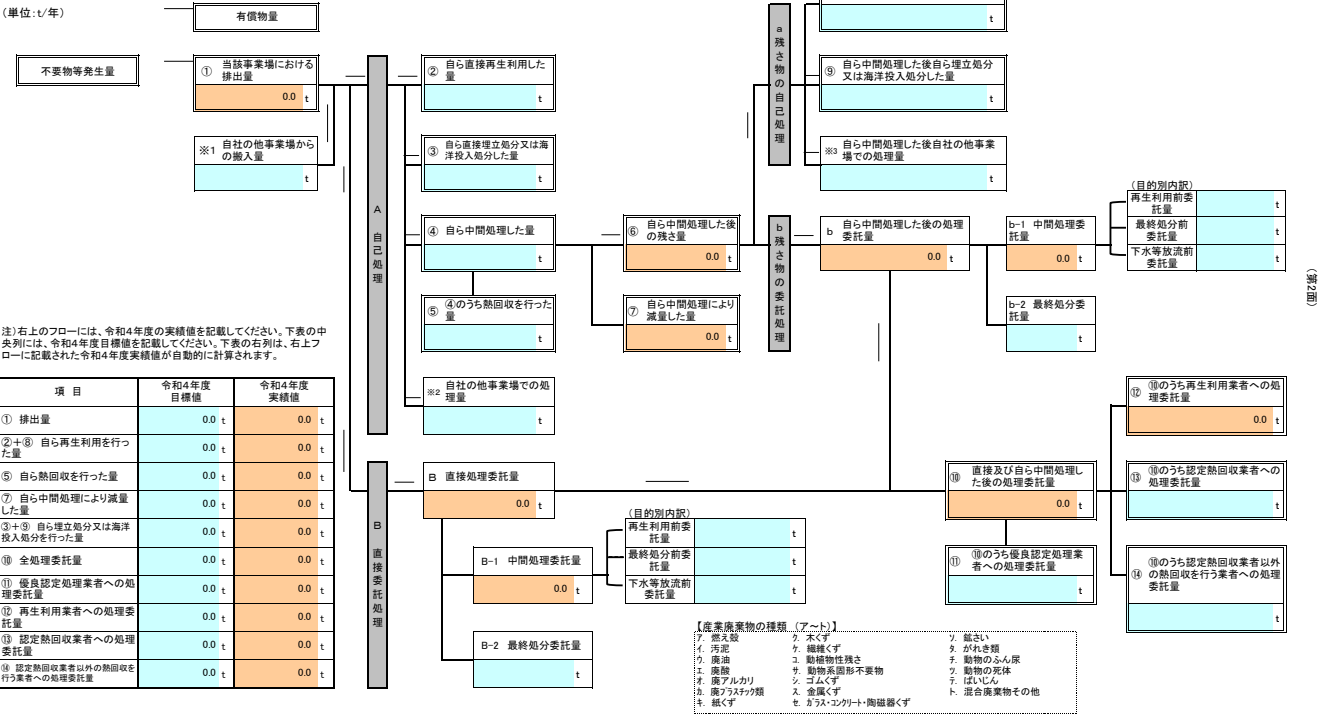 (単位:t/年)
有償物量
t
不要物等発生量
① 当該事業場における
排出量
0.0 t
※1 自社の他事業場から
の搬入量
t
A 自己処理
② 自ら直接再生利用した
量
t
③ 自ら直接埋立処分又は海
洋投入処分した量
t
④ 自ら中間処理した量
t
⑤ ④のうち熱回収を行った
量
t
※2 自社の他事業場での処
理量
t
⑥ 自ら中間処理した後
の残さ量
0.0 t
⑦ 自ら中間処理により
減量した量
0.0 t
a 残さ物の自己処理
⑨ 自ら中間処理した後自ら埋立処分
又は海洋投入処分した量
t
※3 自ら中間処理した後自社の他事業
場での処理量
t
b 残さ物の委託処理
b 自ら中間処理した後の処理
委託量
0.0 t
b-1 中間処理委
託量
0.0 t
b-2 最終処分委
託量
t
(目的別内訳)
再生利用前委
託量
t
最終処分前
委託量
t
下水等放流前
委託量
t
(第2面)
注)右上のフローには、令和4年度の実績値を記載してください。下表の中
央列には、令和4年度目標値を記載してください。下表の右列は、右上フ
ローに記載された令和4年度実績値が自動的に計算されます。
項 目 令和4年度
目標値 令和4年度
実績値
① 排出量 0.0 t 0.0 t
②+⑧ 自ら再生利用を行っ
た量 0.0 t 0.0 t
⑤ 自ら熱回収を行った量 0.0 t 0.0 t
⑦ 自ら中間処理により減量
した量 0.0 t 0.0 t
③+⑨ 自ら埋立処分又は海洋
投入処分を行った量 0.0 t 0.0 t
⑩ 全処理委託量 0.0 t 0.0 t
⑪ 優良認定処理業者への処
理委託量 0.0 t 0.0 t
⑫ 再生利用業者への処理委
託量 0.0 t 0.0 t
⑬ 認定熱回収業者への処理
委託量 0.0 t 0.0 t
⑭ 認定熱回収業者以外の熱回収を
行う業者への処理委託量 0.0 t 0.0 t
B 直接委託処理
B 直接処理委託量
0.0 t
B-1 中間処理委託量
0.0 t
B-2 最終処分委託量
t
(目的別内訳)
再生利用前委
託量
t
最終処分前委
託量
t
下水等放流前
委託量
t
⑩ 直接及び自ら中間処理し
た後の処理委託量
0.0 t
⑪ ⑩のうち優良認定処理業
者への処理委託量
t
⑫ ⑩のうち再生利用業者への処
理委託量
0.0 t
⑬ ⑩のうち認定熱回収業者への
処理委託量
t
⑭ ⑩のうち認定熱回収業者以外
の熱回収を行う業者への処理
委託量
t
【産業廃棄物の種類 (ア~ト)】
ア. 燃え殻 ク. 木くず ソ. 鉱さい
イ. 汚泥 ケ. 繊維くず タ. がれき類
ウ. 廃油 コ. 動植物性残さ チ. 動物のふん尿
エ. 廃酸 サ. 動物系固形不要物 ツ. 動物の死体
オ. 廃アルカリ シ. ゴムくず テ. ばいじん
カ. 廃プラスチック類 ス. 金属くず ト. 混合廃棄物その他
キ. 紙くず セ. ガラス・コンクリート・陶磁器くず